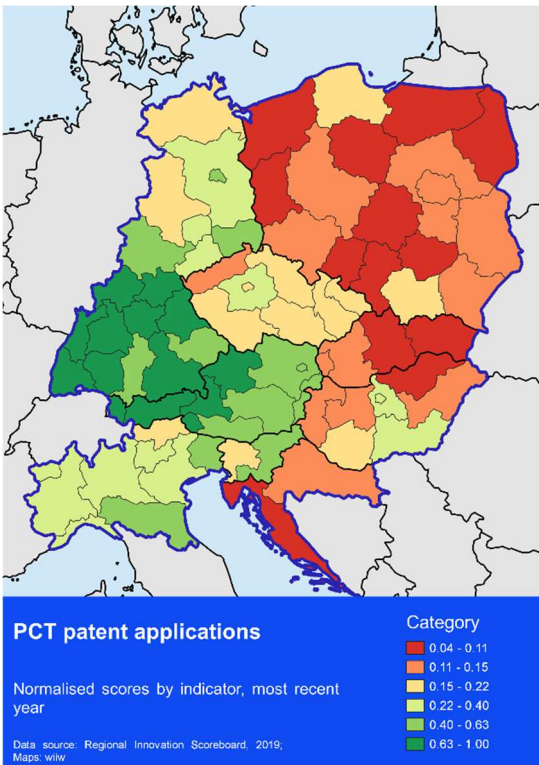 PCT patent applications
Normalised scores by indicator, most recent
year
Data source: Regional Innovation Scoreboard, 2019;
Maps: wiiw
Category
0.04 - 0.11
0.11 - 0.15
0.15 - 0.22
0.22 - 0.40
0.40 - 0.63
0.63 - 1.00